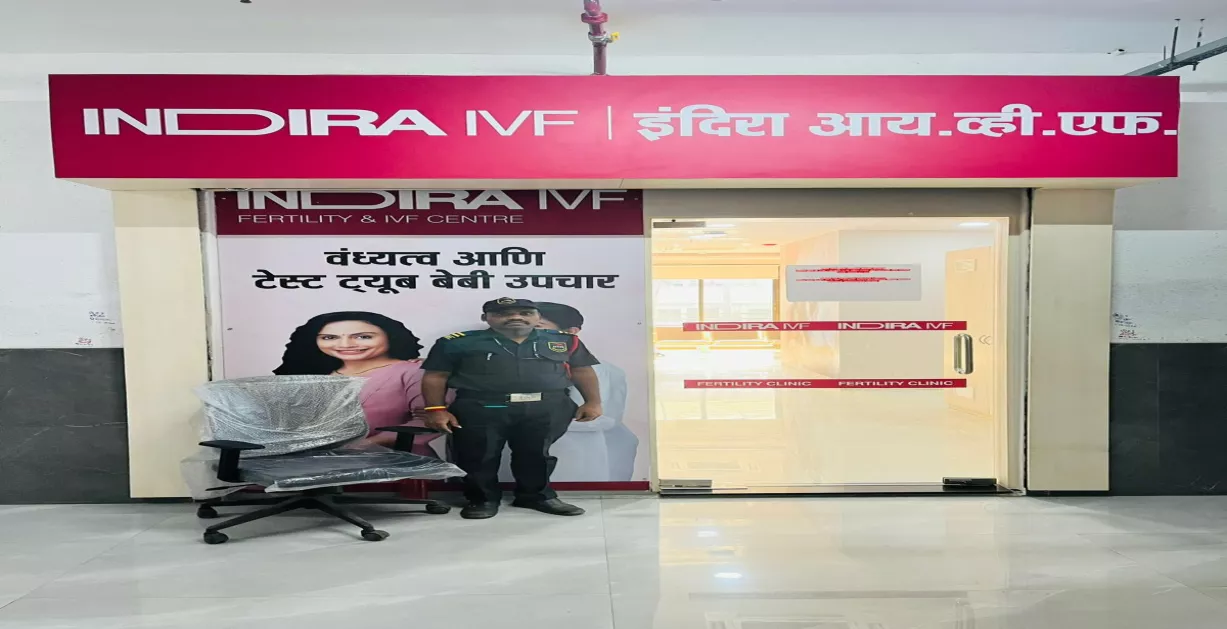 INDIRA IVF | इंदिरा आय.व्ही.एफ.
INDIRA IVF
FERTILITY & IVF CENTRE
वंध्यत्व आणि
टेस्ट ट्यूब बेबी उपचार
INDIRA IVF INDIRA IVF
FERTILITY CLINIC FERTILITY CLINIC